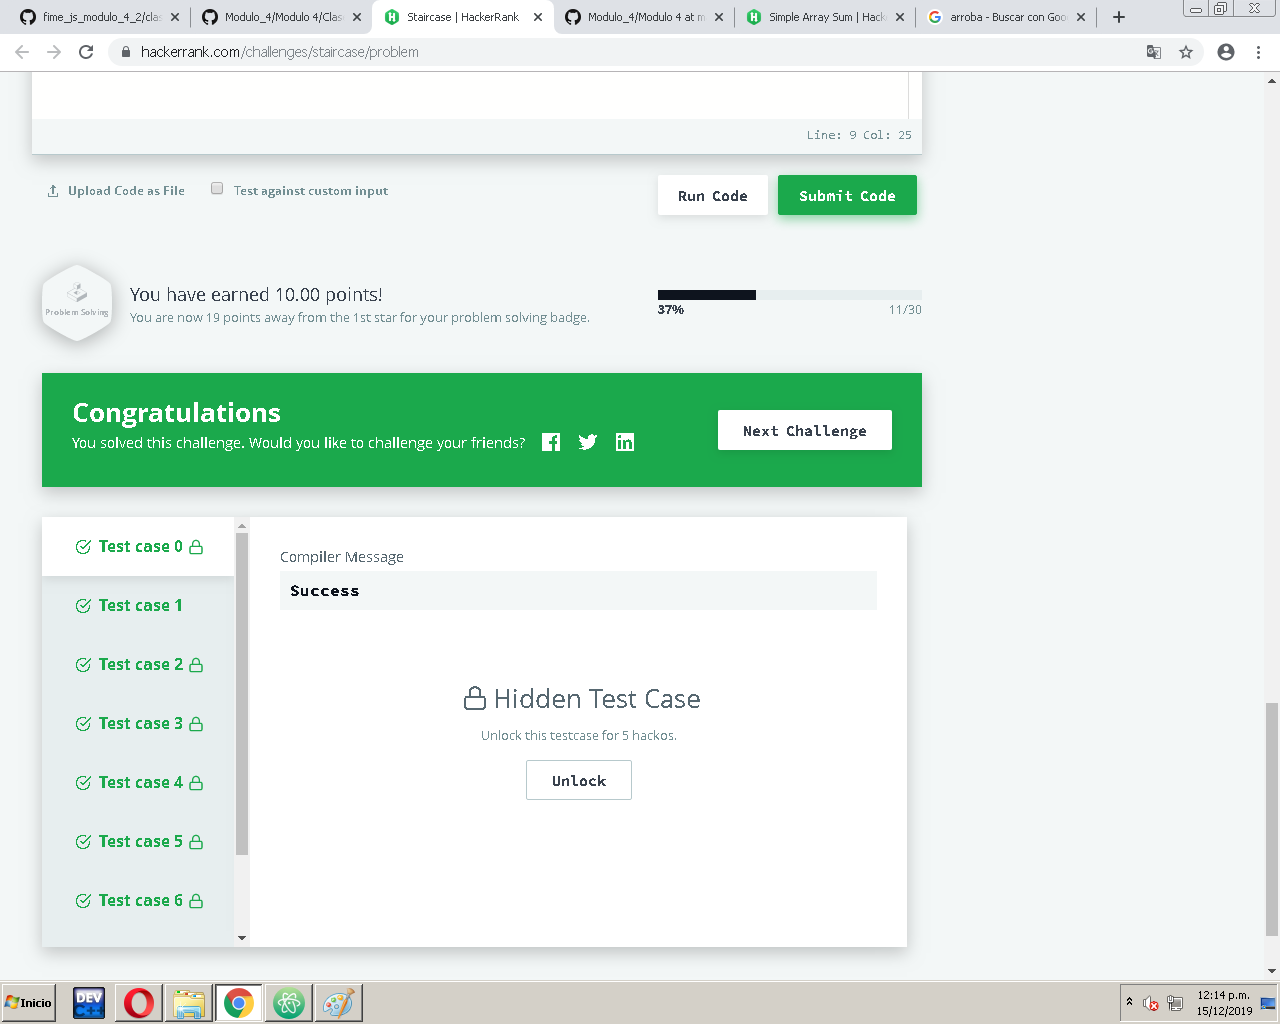 fime_js_modulo_4_2/clas
Modulo_4/Modulo 4/Clas
Staircase | HackerRank
Modulo_4/Modulo 4 at m
Simple Array Sum | Hack
arroba - Buscar con Goo
hackerrank.com/challenges/staircase/problem
Line: 9 Col: 25
Upload Code as File
Test against custom input
Run Code
Submit Code
Problem Solving
You have earned 10.00 points!
You are now 19 points away from the 1st star for your problem solving badge.
37%
11/30
Congratulations
You solved this challenge. Would you like to challenge your friends?
Next Challenge
Test case 0
Test case 1
Test case 2
Test case 3
Test case 4
Test case 5
Test case 6
Compiler Message
Success
Hidden Test Case
Unlock this testcase for 5 hackos.
Unlock
Inicio
DEV
C++
12:14 p.m.
15/12/2019